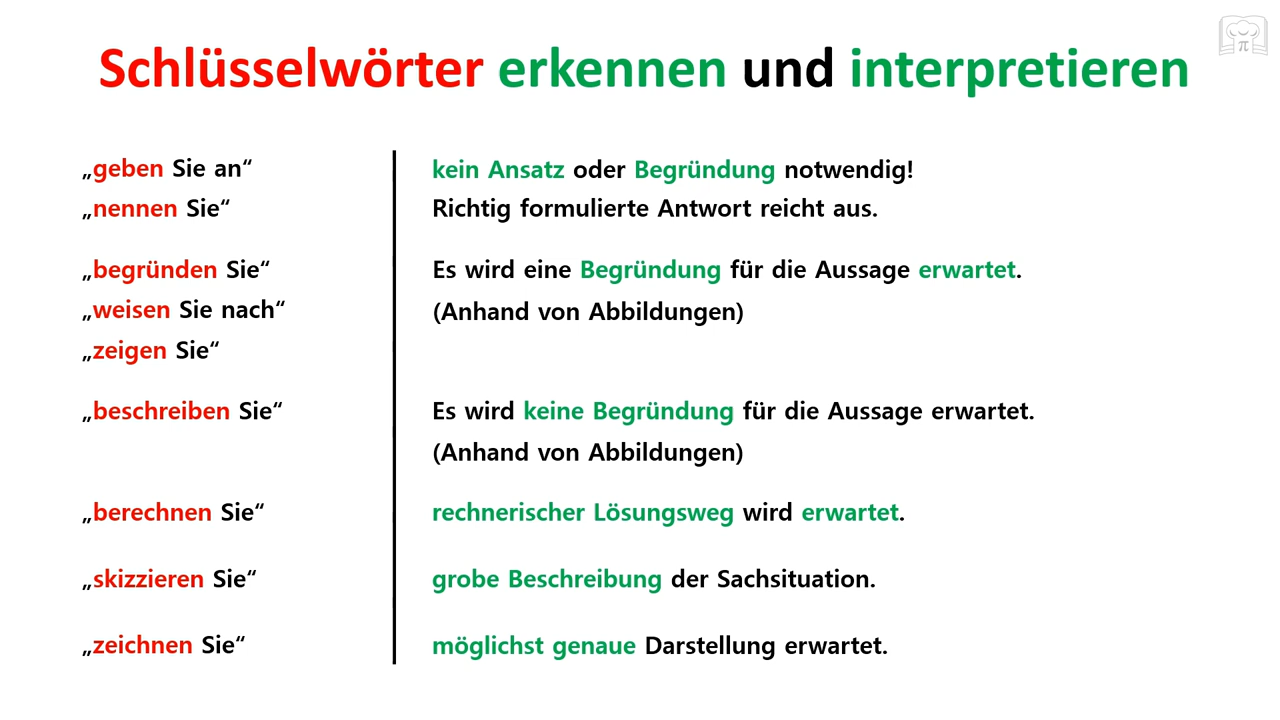 Schlüsselwörter erkennen und interpretieren
„geben Sie an“ kein Ansatz oder Begründung notwendig!
„nennen Sie“ Richtig formulierte Antwort reicht aus.
„begründen Sie“ Es wird eine Begründung für die Aussage erwartet.
„weisen Sie nach“ (Anhand von Abbildungen)
„zeigen Sie“
„beschreiben Sie“ Es wird keine Begründung für die Aussage erwartet.
(Anhand von Abbildungen)
„berechnen Sie“ rechnerischer Lösungsweg wird erwartet.
„skizzieren Sie“ grobe Beschreibung der Sachsituation.
„zeichnen Sie“ möglichst genaue Darstellung erwartet.
π